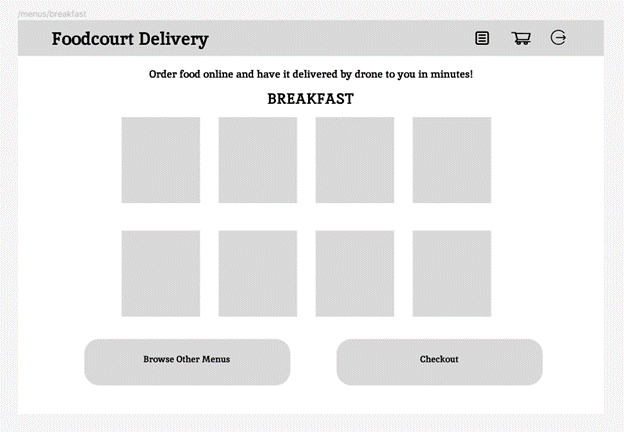 /menus/breakfast
Foodcourt Delivery
Order food online and have it delivered by drone to you in minutes!
BREAKFAST
Browse Other Menus
Checkout